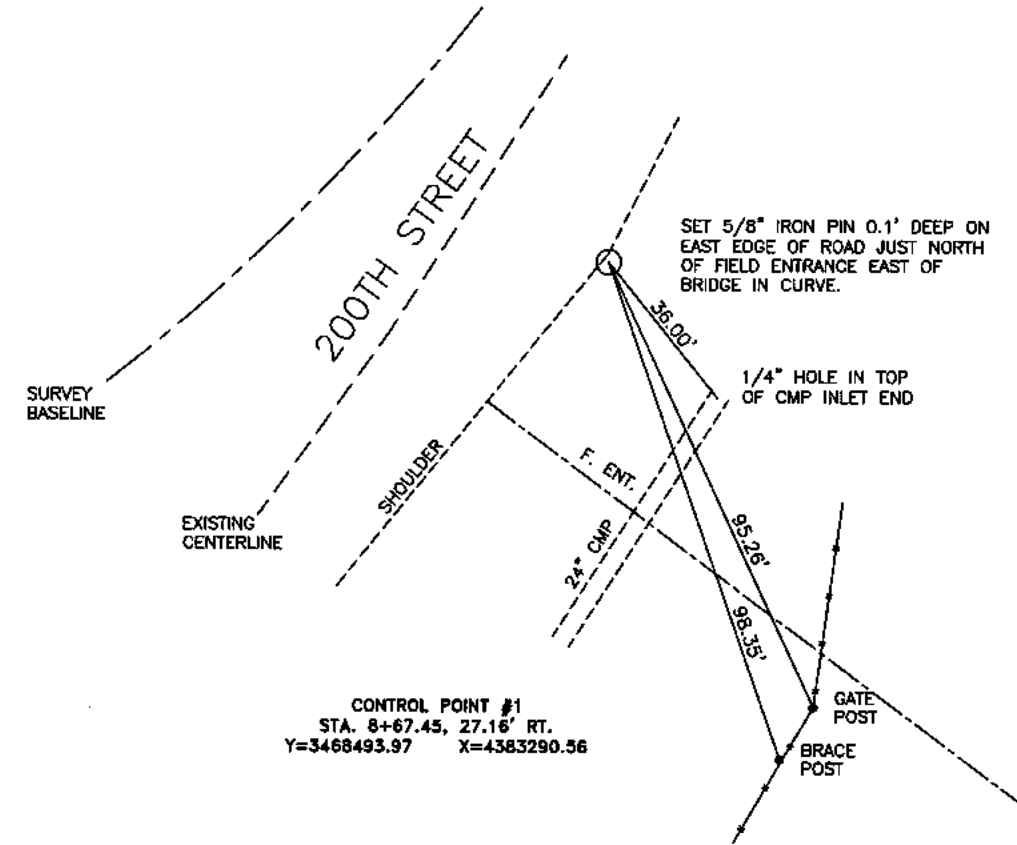 200TH STREET
SET 5/8" IRON PIN 0.1' DEEP ON
EAST EDGE OF ROAD JUST NORTH
OF FIELD ENTRANCE EAST OF
BRIDGE IN CURVE.
36.00'
1/4" HOLE IN TOP
OF CMP INLET END
SURVEY
BASELINE
SHOULDER
F. ENT.
EXISTING
CENTERLINE
24" CMP
95.26'
98.35'
GATE
POST
BRACE
POST
CONTROL POINT #1
STA. 8+67.45, 27.16' RT.
Y=3468493.97 X=4383290.56